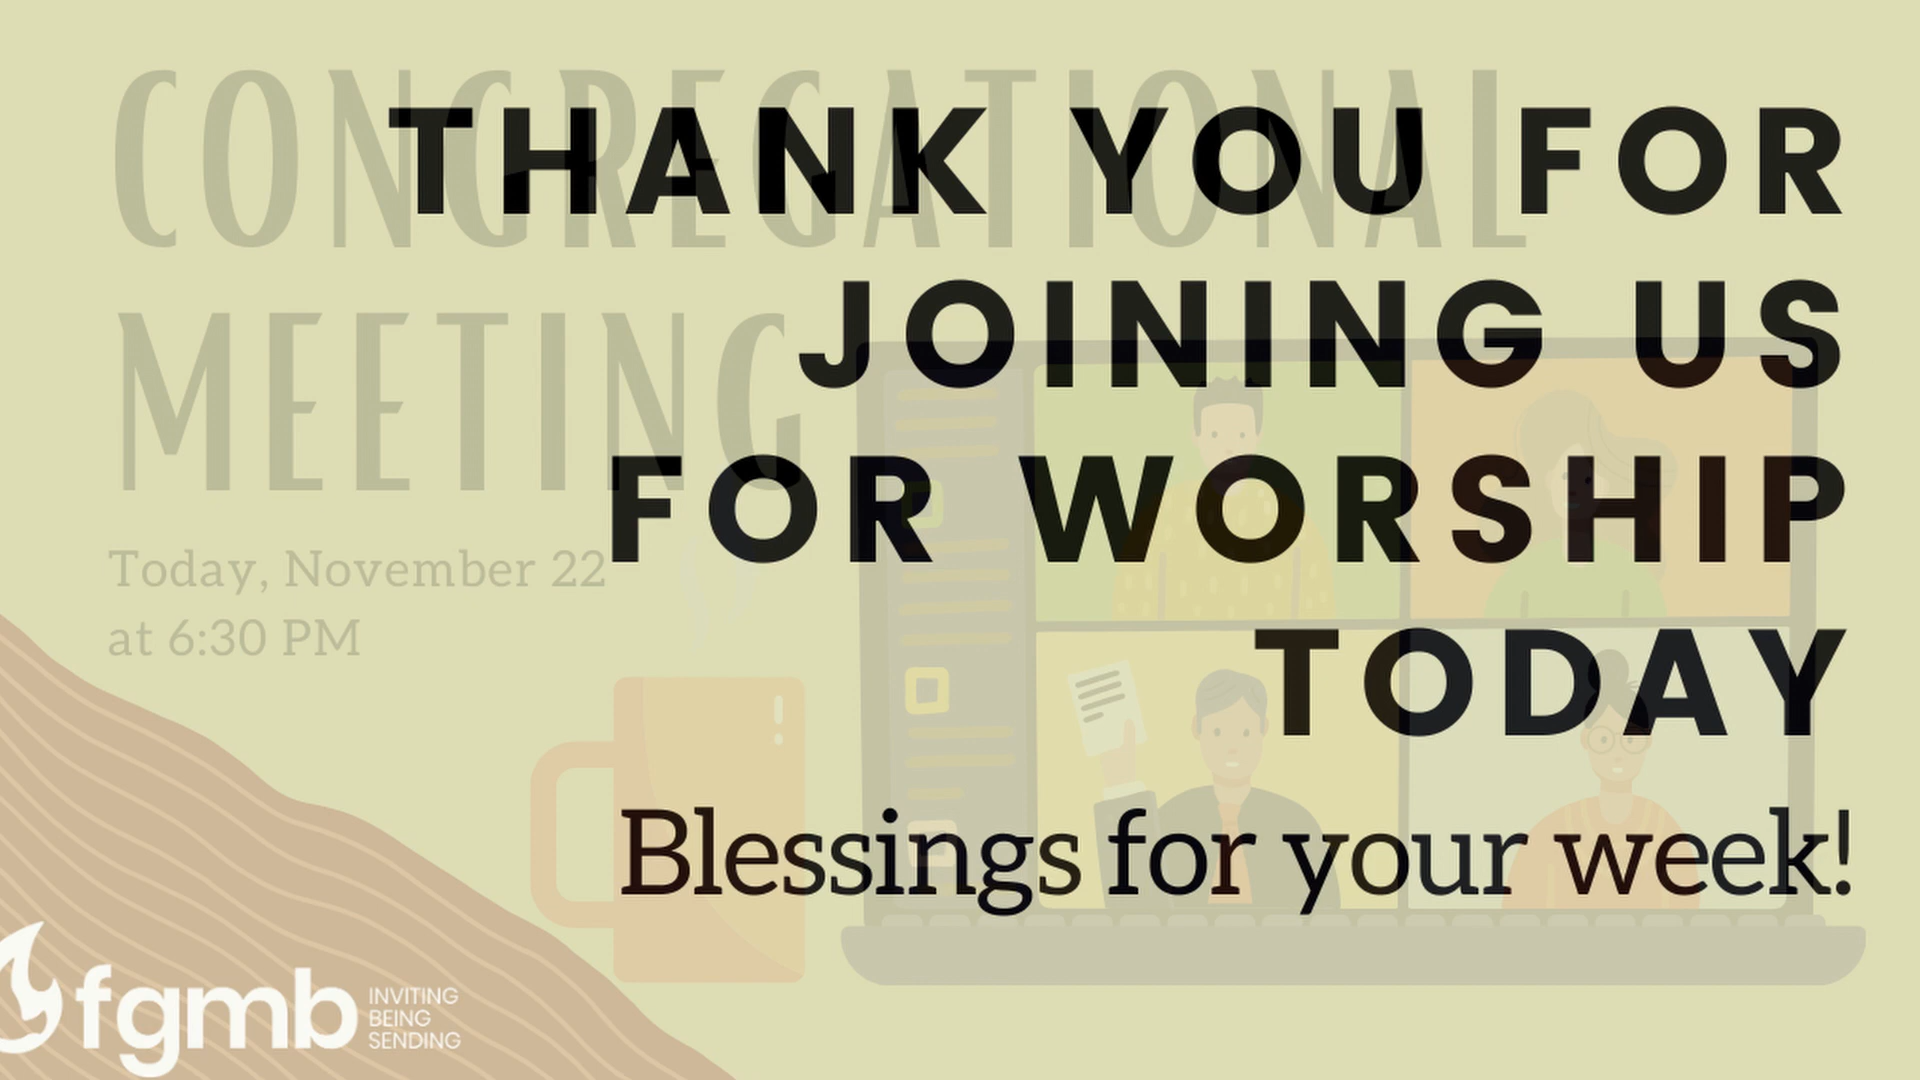 CONGREGATIONAL
MEETING
Today, November 22
at 6:30 PM
THANK YOU FOR
JOINING US
FOR WORSHIP
TODAY
Blessings for your week!
fgmb
INVITING
BEING
SENDING